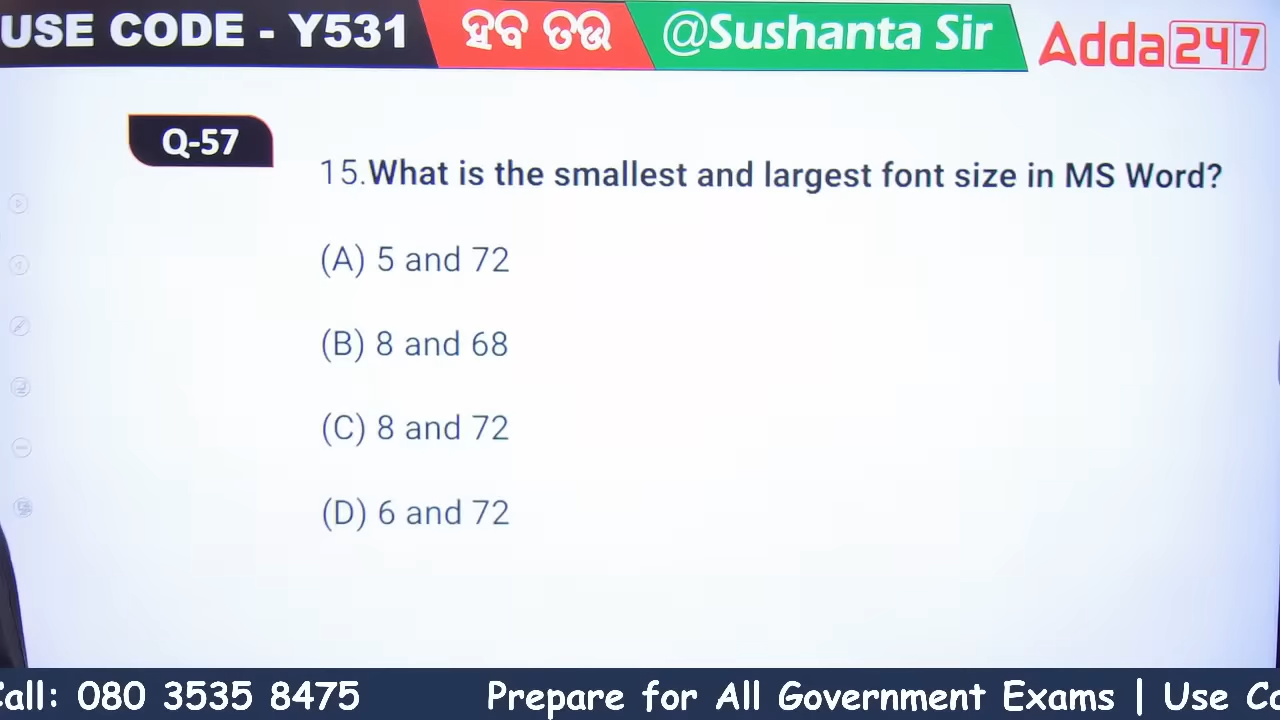 USE CODE - Y531 ହବ ତଉ @Sushanta Sir Adda247
Q-57
15.What is the smallest and largest font size in MS Word?
(A) 5 and 72
(B) 8 and 68
(C) 8 and 72
(D) 6 and 72
Call: 080 3535 8475 Prepare for All Government Exams | Use